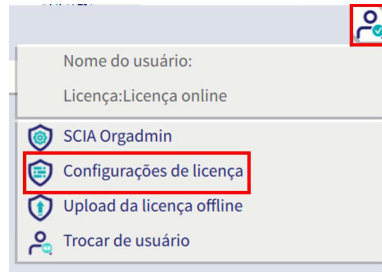 Nome do usuário:
Licença:Licença online
SCIA Orgadmin
Configurações de licença
Upload da licença offline
Trocar de usuário